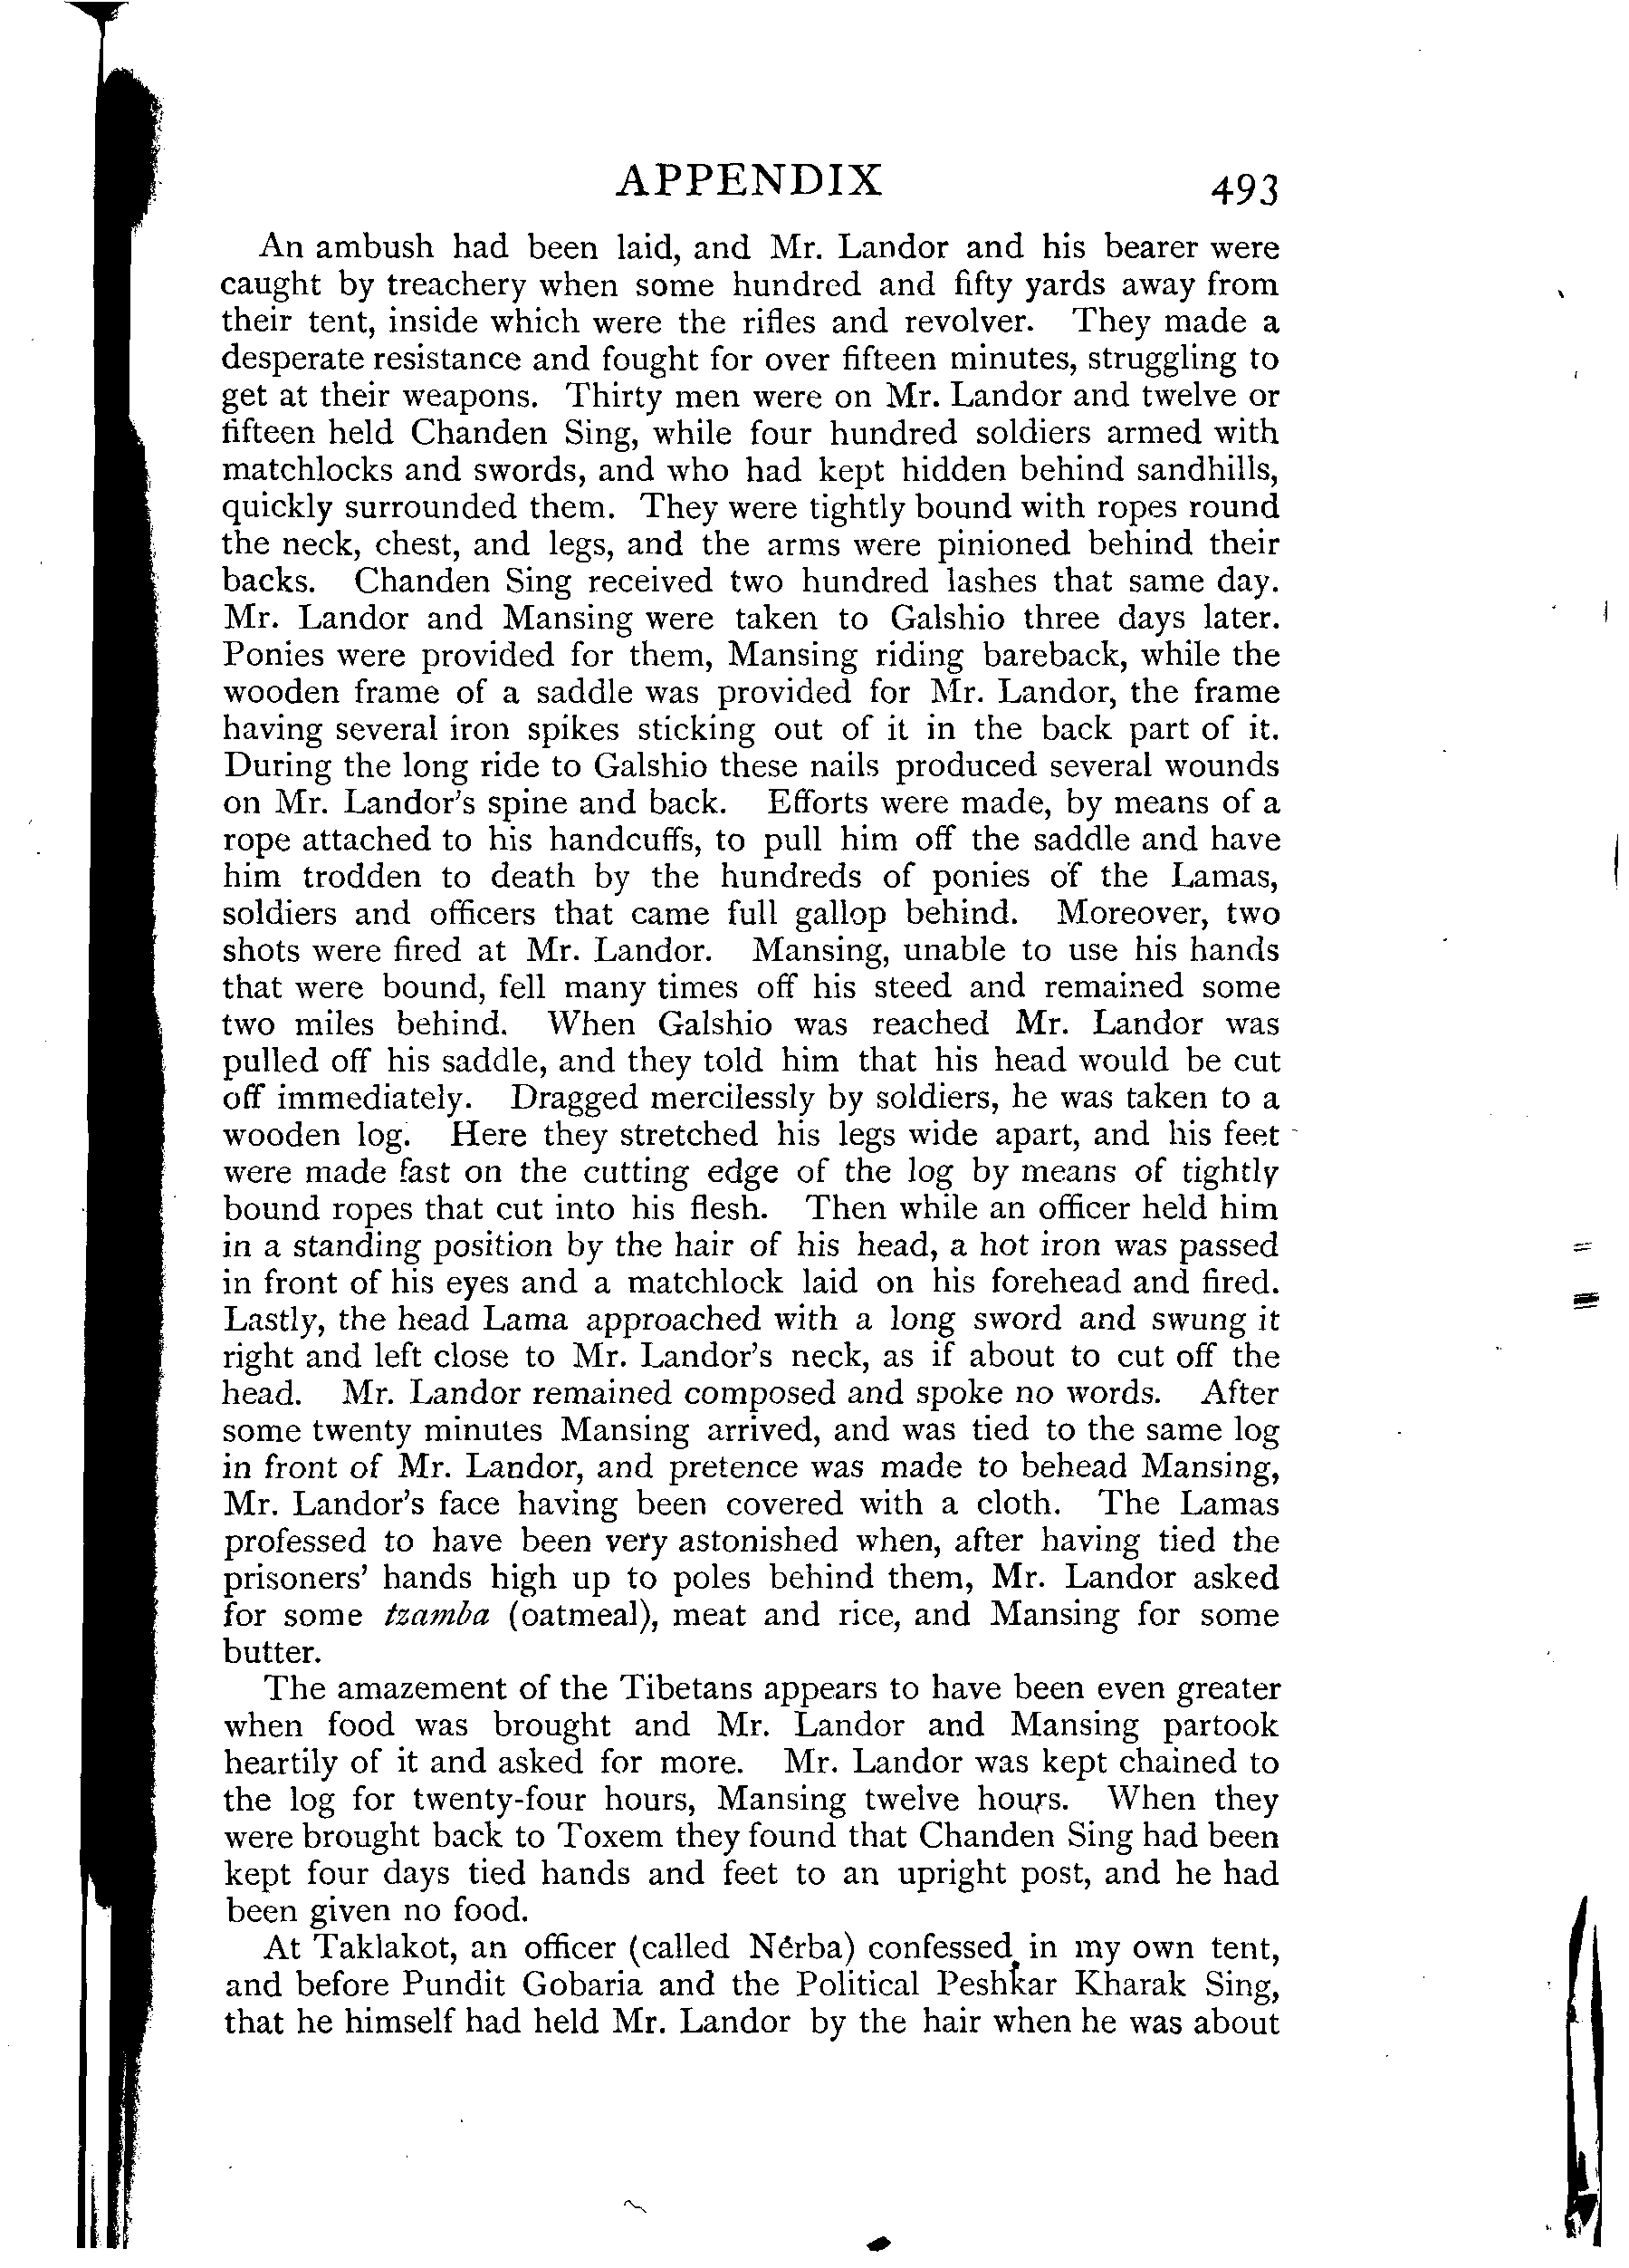 APPENDIX 493
An ambush had been laid, and Mr. Landor and his bearer were
caught by treachery when some hundred and fifty yards away from
their tent, inside which were the rifles and revolver. They made a
desperate resistance and fought for over fifteen minutes, struggling to
get at their weapons. Thirty men were on Mr. Landor and twelve or
fifteen held Chanden Sing, while four hundred soldiers armed with
matchlocks and swords, and who had kept hidden behind sandhills,
quickly surrounded them. They were tightly bound with ropes round
the neck, chest, and legs, and the arms were pinioned behind their
backs. Chanden Sing received two hundred lashes that same day.
Mr. Landor and Mansing were taken to Galshio three days later.
Ponies were provided for them, Mansing riding bareback, while the
wooden frame of a saddle was provided for Mr. Landor, the frame
having several iron spikes sticking out of it in the back part of it.
During the long ride to Galshio these nails produced several wounds
on Mr. Landor's spine and back. Efforts were made, by means of a
rope attached to his handcuffs, to pull him off the saddle and have
him trodden to death by the hundreds of ponies of the Lamas,
soldiers and officers that came full gallop behind. Moreover, two
shots were fired at Mr. Landor. Mansing, unable to use his hands
that were bound, fell many times off his steed and remained some
two miles behind. When Galshio was reached Mr. Landor was
pulled off his saddle, and they told him that his head would be cut
off immediately. Dragged mercilessly by soldiers, he was taken to a
wooden log. Here they stretched his legs wide apart, and his feet
were made fast on the cutting edge of the log by means of tightly
bound ropes that cut into his flesh. Then while an officer held him
in a standing position by the hair of his head, a hot iron was passed
in front of his eyes and a matchlock laid on his forehead and fired.
Lastly, the head Lama approached with a long sword and swung it
right and left close to Mr. Landor's neck, as if about to cut off the
head. Mr. Landor remained composed and spoke no words. After
some twenty minutes Mansing arrived, and was tied to the same log
in front of Mr. Landor, and pretence was made to behead Mansing,
Mr. Landor's face having been covered with a cloth. The Lamas
professed to have been very astonished when, after having tied the
prisoners' hands high up to poles behind them, Mr. Landor asked
for some tzamba (oatmeal), meat and rice, and Mansing for some
butter.
The amazement of the Tibetans appears to have been even greater
when food was brought and Mr. Landor and Mansing partook
heartily of it and asked for more. Mr. Landor was kept chained to
the log for twenty-four hours, Mansing twelve hours. When they
were brought back to Toxem they found that Chanden Sing had been
kept four days tied hands and feet to an upright post, and he had
been given no food.
At Taklakot, an officer (called Nérba) confessed in my own tent,
and before Pundit Gobaria and the Political Peshkar Kharak Sing,
that he himself had held Mr. Landor by the hair when he was about